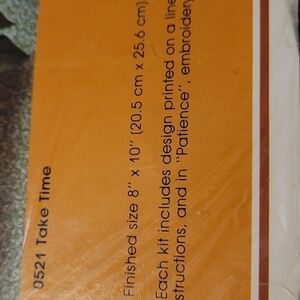 0521 Take Time
Finished size 8" x 10" (20.5 cm x 25.6 cm)
Each kit includes design printed on a line
structions, and in "Patience", embroider